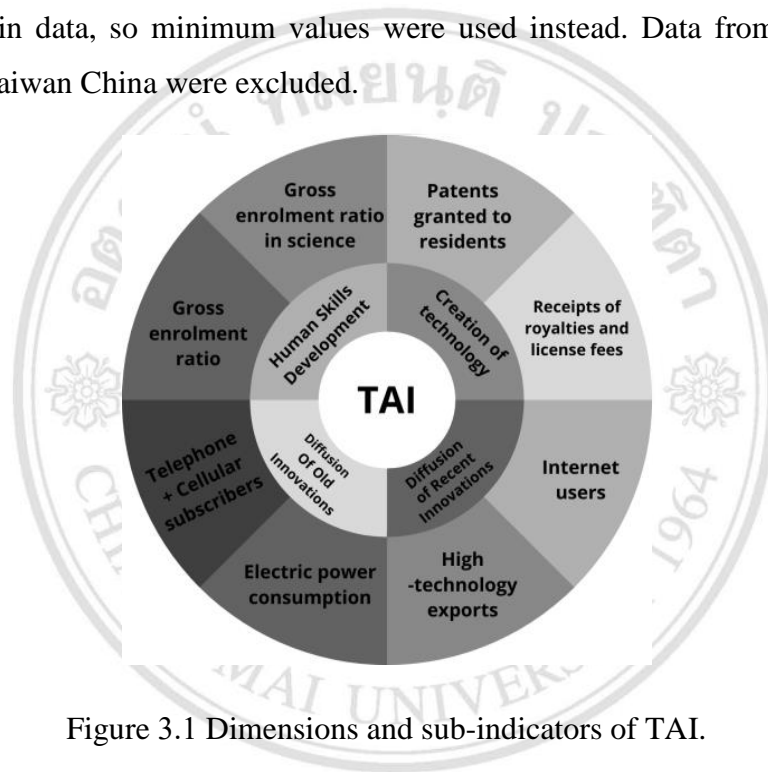 in data, so minimum values were used instead. Data from
aiwan China were excluded.
Gross
enrolment ratio
in science
Patents
granted to
residents
Gross
enrolment
ratio
Human Skills
Development
Creation of
technology
Receipts of
royalties and
license fees
TAI
Telephone
+ Cellular
subscribers
Diffusion
Of Old
Innovations
Diffusion
of Recent
Innovations
Internet
users
Electric power
consumption
High
-technology
exports
1964
MAI UNIVER
Figure 3.1 Dimensions and sub-indicators of TAI.